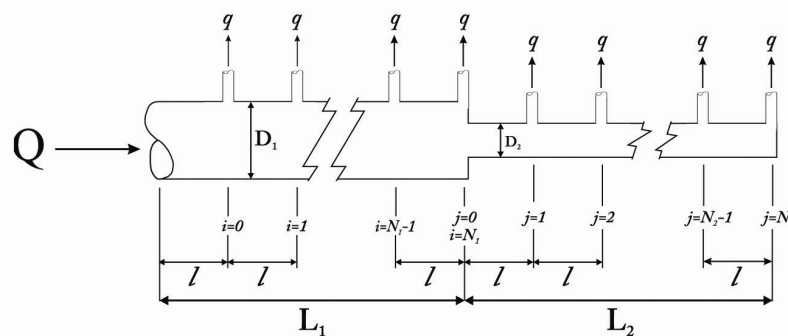 q q q q q q q q
Q D₁ D₂
i=0 i=1 i=N₁-1 j=0 j=1 j=2 j=N₂-1 j=N
i=N₁
l l l l l l
L₁ L₂